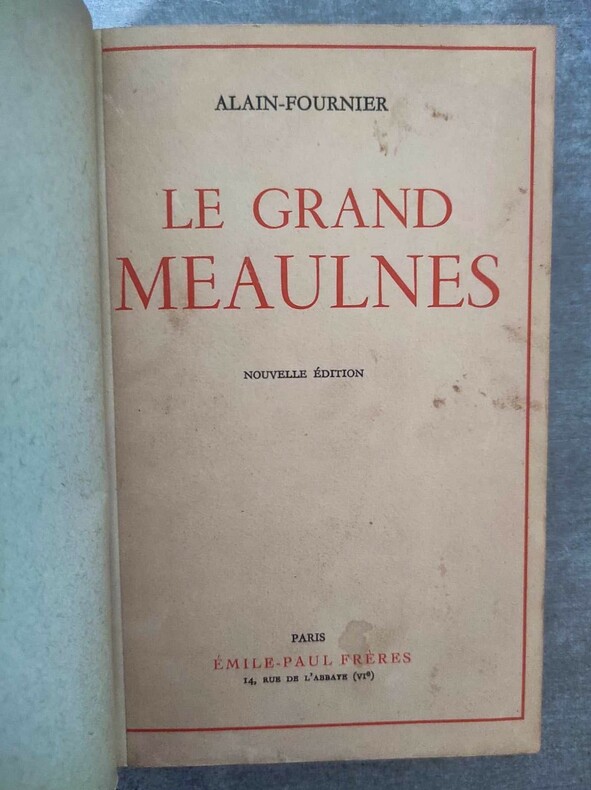 ALAIN-FOURNIER
LE GRAND
MEAULNES
NOUVELLE ÉDITION
PARIS
ÉMILE-PAUL FRÈRES
14, RUE DE L'ABBAYE (VIᵉ)